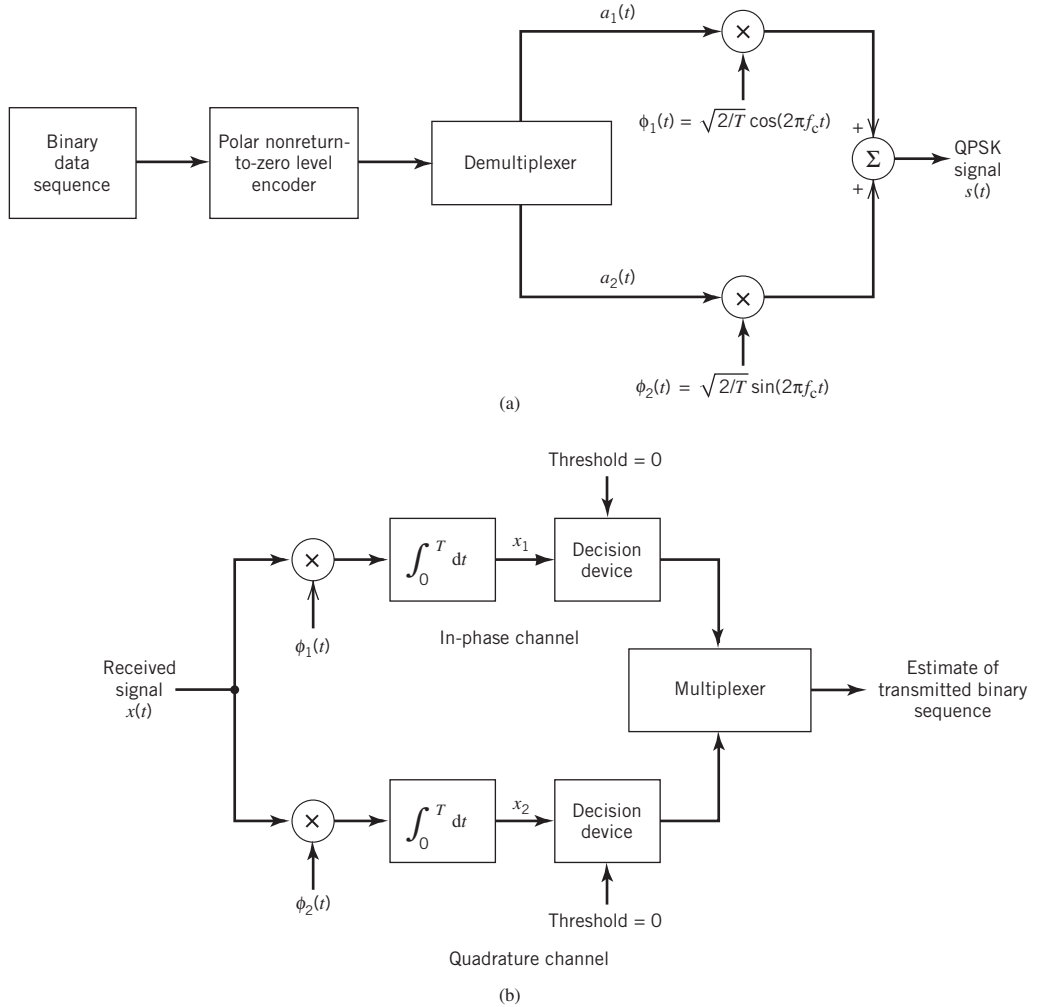 a₁(t)
ϕ₁(t) = √2/T cos(2πf_ct)
Binary
data
sequence
Polar nonreturn-
to-zero level
encoder
Demultiplexer
+
Σ
+
QPSK
signal
s(t)
a₂(t)
ϕ₂(t) = √2/T sin(2πf_ct)
(a)
Threshold = 0
∫₀ᵀ dt
x₁
Decision
device
ϕ₁(t)
In-phase channel
Received
signal
x(t)
Multiplexer
Estimate of
transmitted binary
sequence
∫₀ᵀ dt
x₂
Decision
device
ϕ₂(t)
Threshold = 0
Quadrature channel
(b)